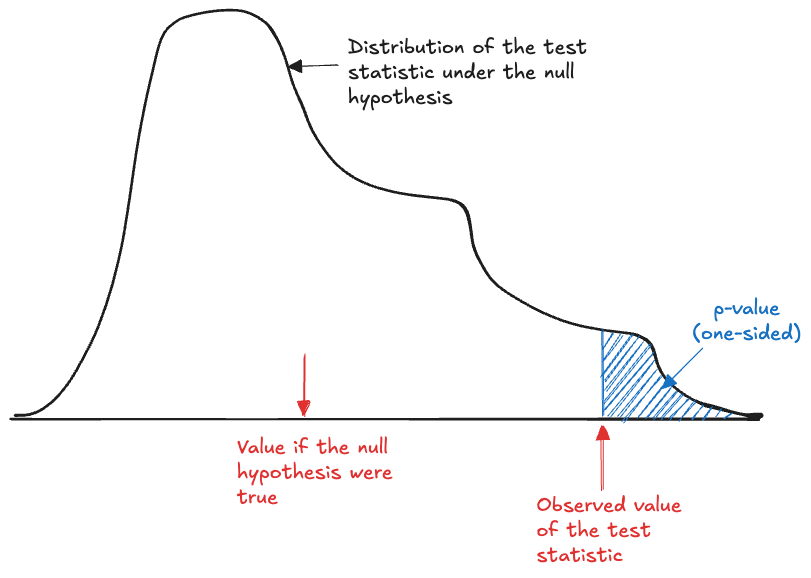 Distribution of the test
statistic under the null
hypothesis
p-value
(one-sided)
Value if the null
hypothesis were
true
Observed value
of the test
statistic